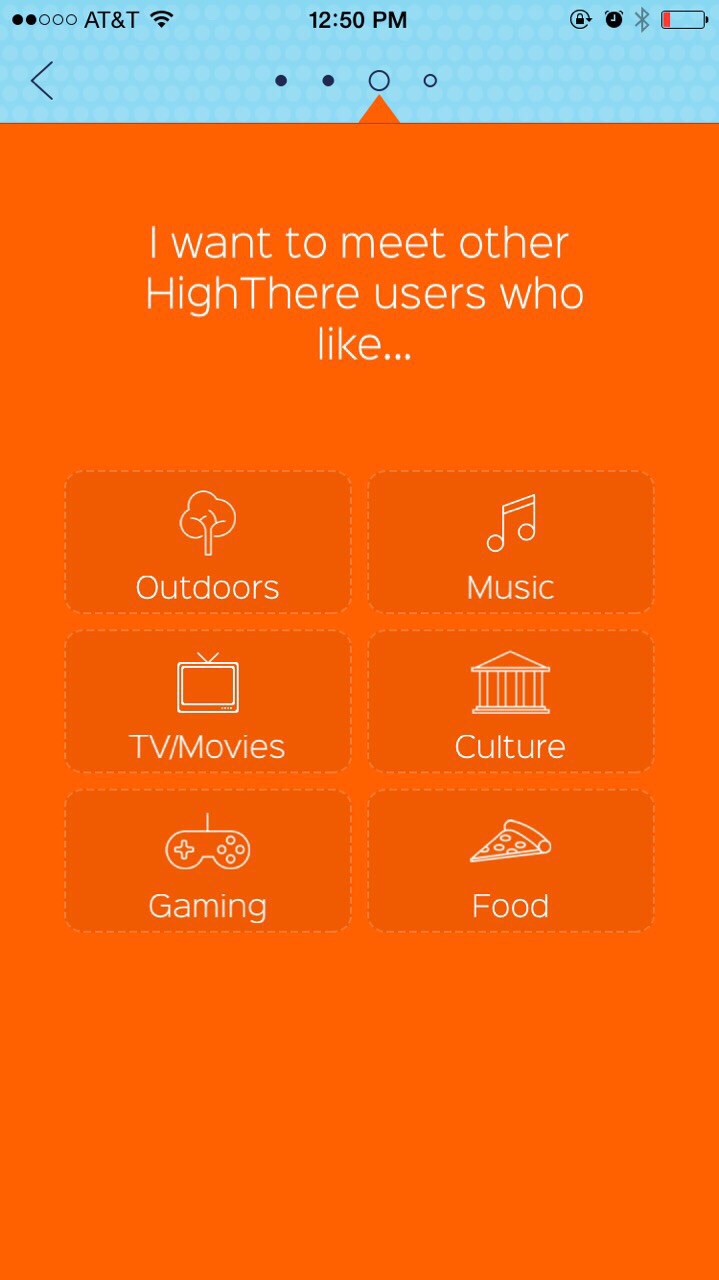 AT&T 12:50 PM
I want to meet other
HighThere users who
like...
Outdoors Music
TV/Movies Culture
Gaming Food